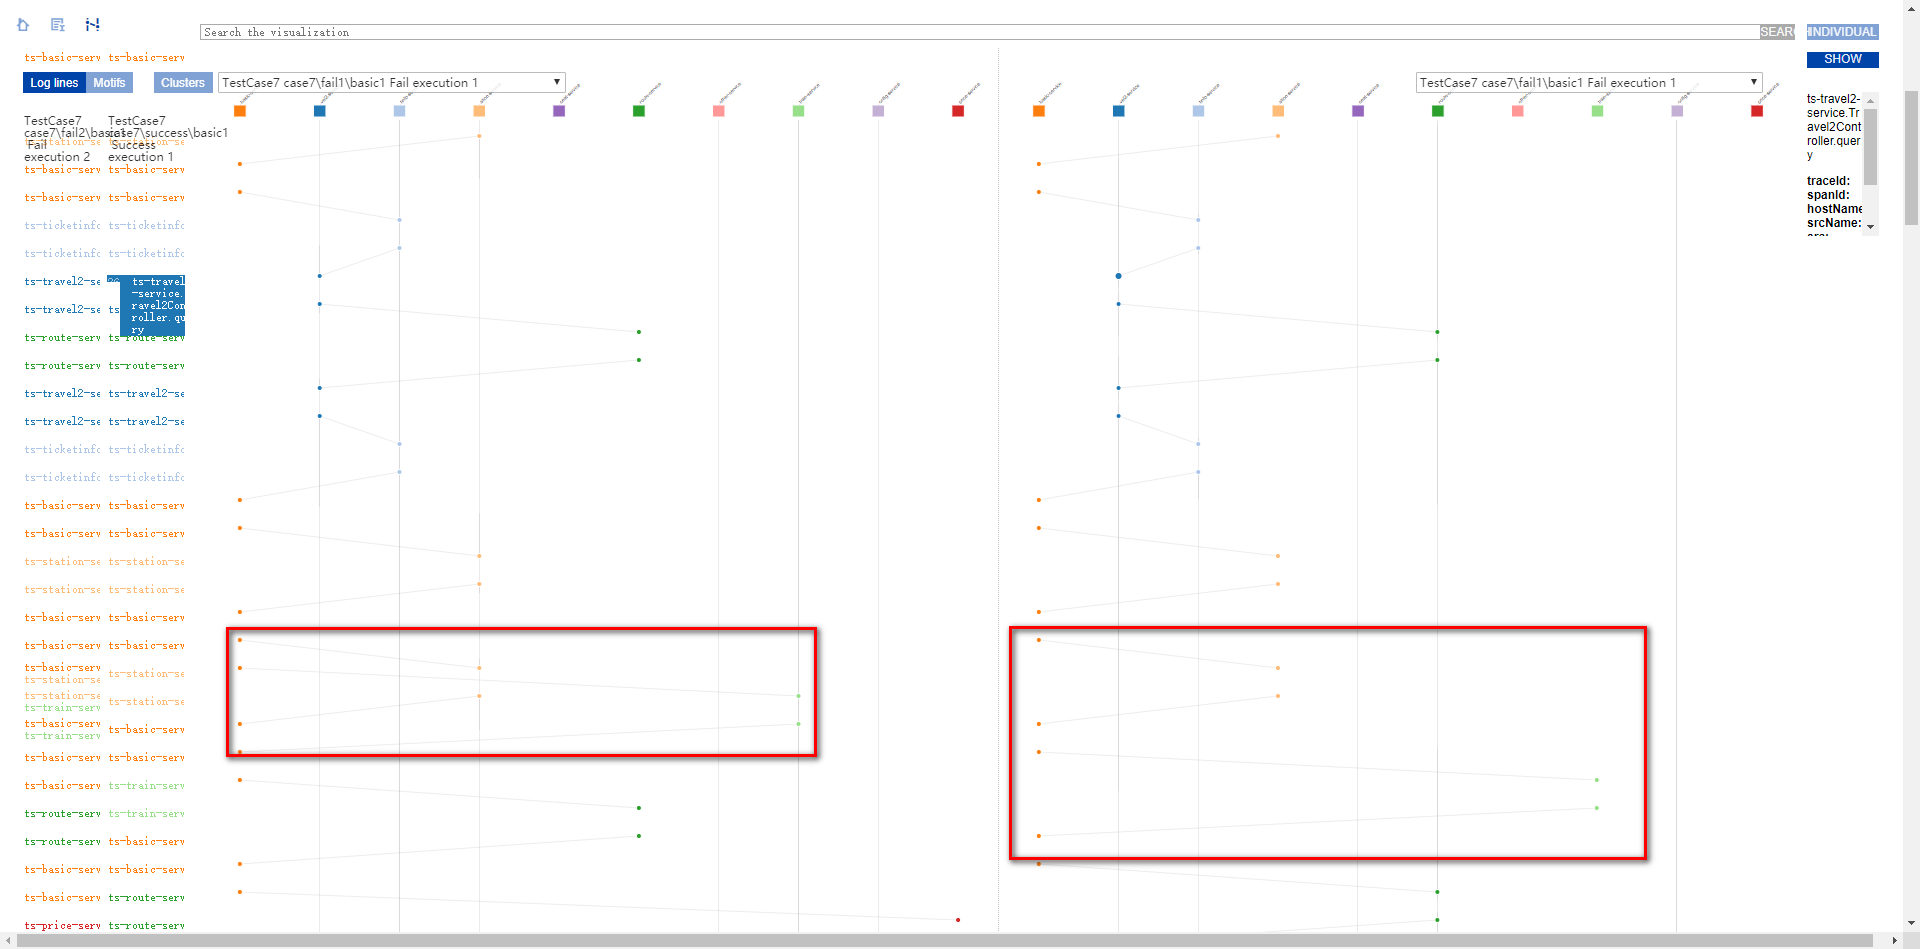 Search the visualization
SEARC
INDIVIDUAL
ts-basic-serv ts-basic-serv
SHOW
Log lines Motifs Clusters TestCase7 case7\fail1\basic1 Fail execution 1
TestCase7 case7\fail1\basic1 Fail execution 1
TestCase7
case7\fail2\basic1
Fail
execution 2
TestCase7
case7\success\basic1
Success
execution 1
ts-station-se ts-station-se
ts-basic-serv ts-basic-serv
ts-basic-serv ts-basic-serv
ts-ticketinfo ts-ticketinfo
ts-ticketinfo ts-ticketinfo
ts-travel2-se
ts-travel
-service.
ravel2Con
roller.qu
ry
ts-travel2-se ts
ts-route-serv ts-route-serv
ts-route-serv ts-route-serv
ts-travel2-se ts-travel2-se
ts-travel2-se ts-travel2-se
ts-ticketinfo ts-ticketinfo
ts-ticketinfo ts-ticketinfo
ts-basic-serv ts-basic-serv
ts-basic-serv ts-basic-serv
ts-station-se ts-station-se
ts-station-se ts-station-se
ts-basic-serv ts-basic-serv
ts-basic-serv ts-basic-serv
ts-basic-serv
ts-station-se ts-station-se
ts-station-se
ts-train-serv ts-station-se
ts-basic-serv
ts-train-serv ts-basic-serv
ts-basic-serv ts-basic-serv
ts-basic-serv ts-train-serv
ts-route-serv ts-train-serv
ts-route-serv ts-basic-serv
ts-basic-serv ts-basic-serv
ts-basic-serv ts-route-serv
ts-price-serv ts-route-serv
ts-travel2-
service.Tr
avel2Cont
roller.quer
y
traceId:
spanId:
hostName
srcName: